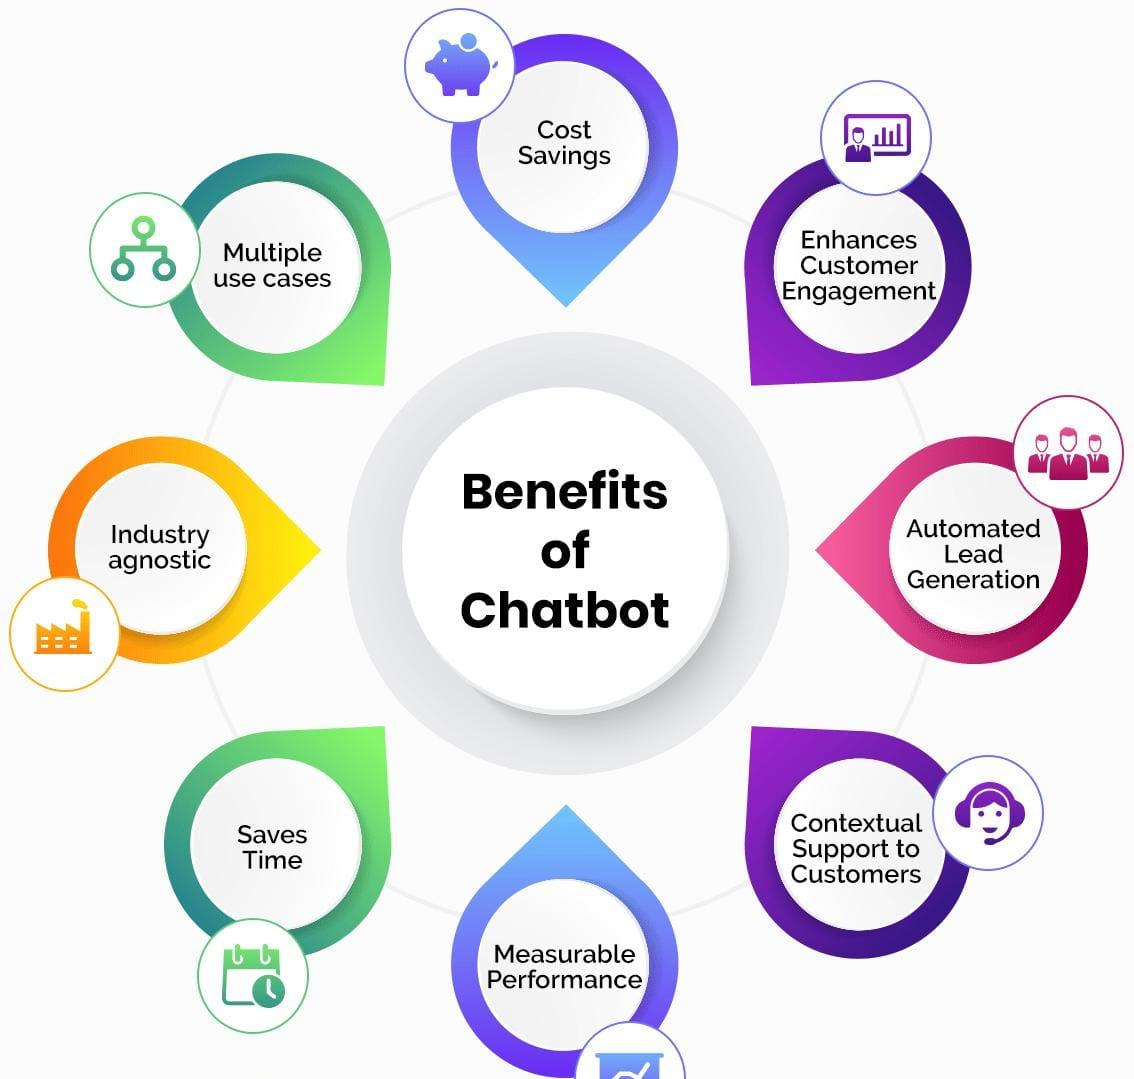 Cost
Savings
Enhances
Customer
Engagement
Automated
Lead
Generation
Contextual
Support to
Customers
Measurable
Performance
Saves
Time
Industry
agnostic
Multiple
use cases
Benefits
of
Chatbot